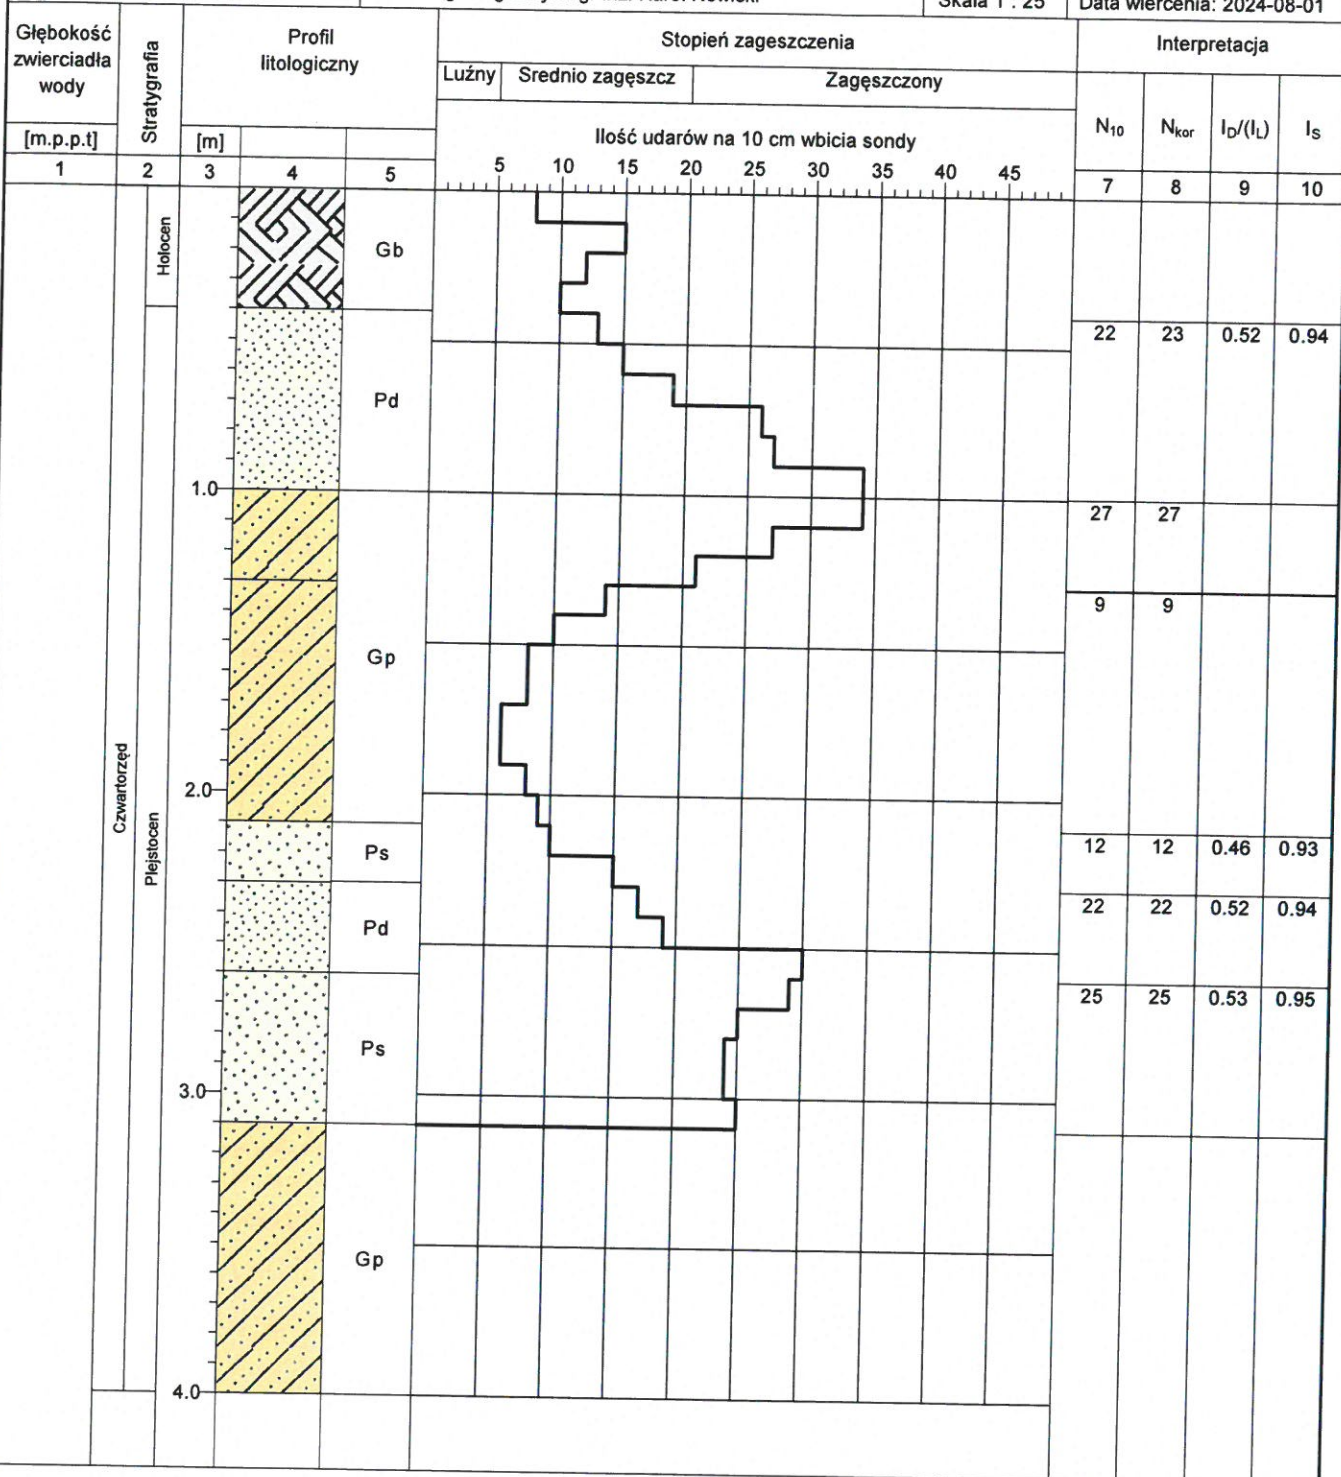 Skala 1 : 25
Data wiercenia: 2024-08-01
Głębokość zwierciadła wody
Stratygrafia
Profil litologiczny
Stopień zageszczenia
Interpretacja
Luźny
Srednio zagęszcz
Zagęszczony
[m.p.p.t]
[m]
Ilość udarów na 10 cm wbicia sondy
N10
Nkor
ID/(IL)
IS
5 10 15 20 25 30 35 40 45
1 2 3 4 5 7 8 9 10
Holocen
Gb
22 23 0.52 0.94
Pd
1.0
27 27
9 9
Gp
Czwartorzęd
2.0
Plejstocen
Ps
12 12 0.46 0.93
Pd
22 22 0.52 0.94
25 25 0.53 0.95
Ps
3.0
Gp
4.0